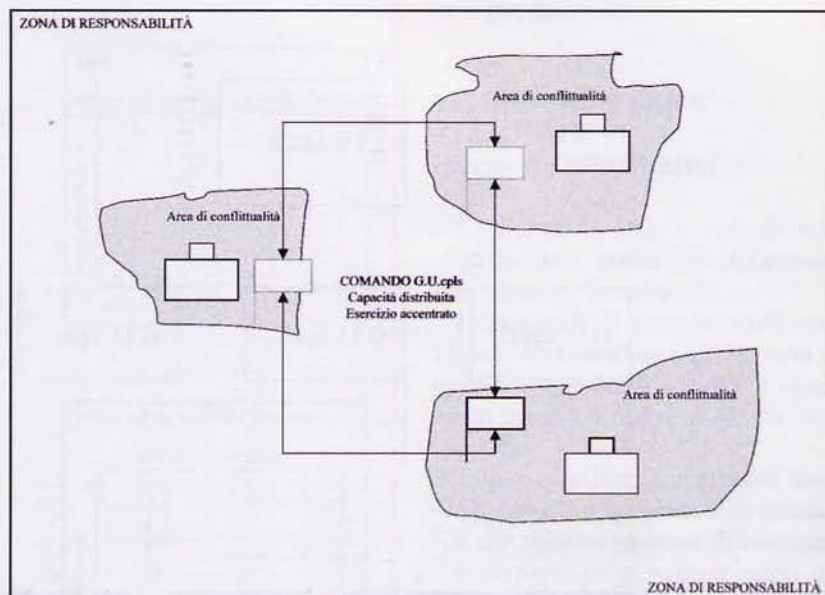 ZONA DI RESPONSABILITÀ
Area di conflittualità
Area di conflittualità
COMANDO G.U.cpls
Capacità distribuita
Esercizio accentrato
Area di conflittualità
ZONA DI RESPONSABILITÀ